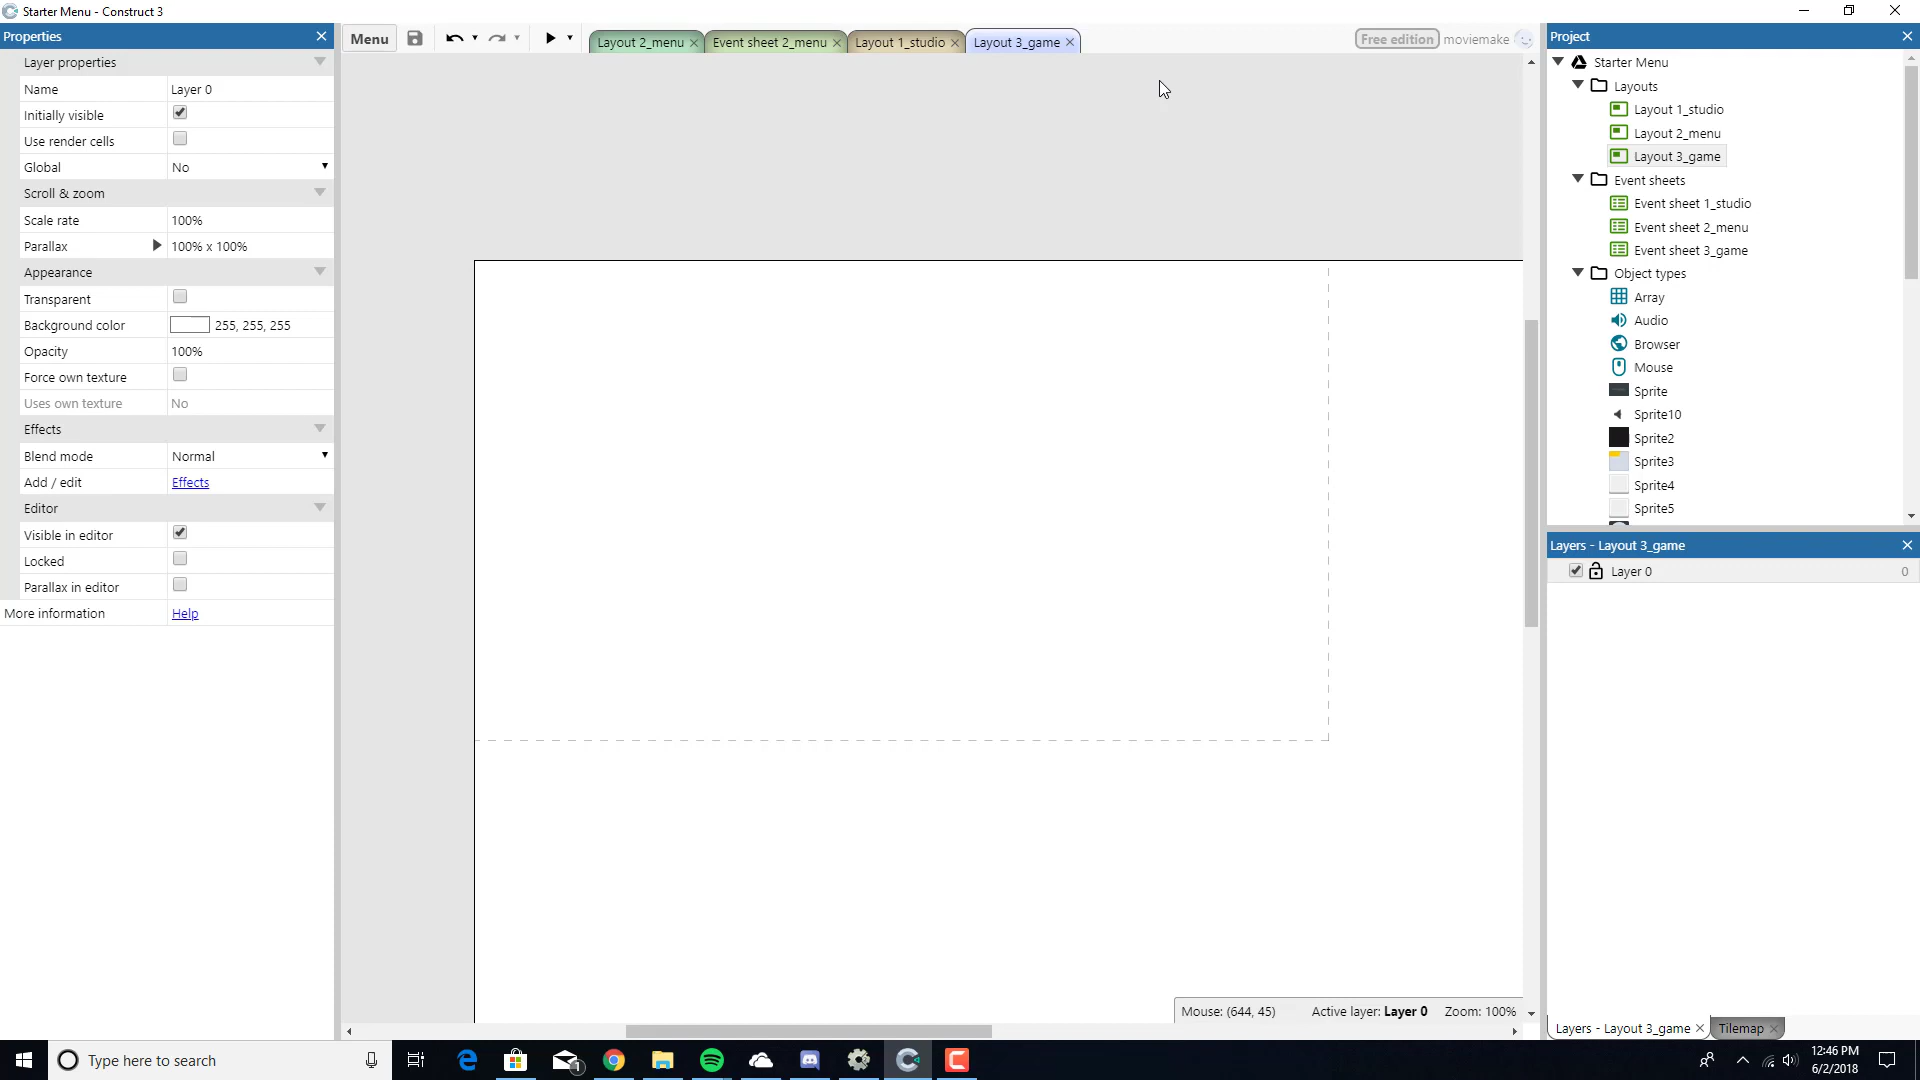 Starter Menu - Construct 3
Properties
Layer properties
Name Layer 0
Initially visible
Use render cells
Global No
Scroll & zoom
Scale rate 100%
Parallax 100% x 100%
Appearance
Transparent
Background color 255, 255, 255
Opacity 100%
Force own texture
Uses own texture No
Effects
Blend mode Normal
Add / edit Effects
Editor
Visible in editor
Locked
Parallax in editor
More information Help
Menu
Layout 2_menu
Event sheet 2_menu
Layout 1_studio
Layout 3_game
Free edition moviemake
Mouse: (644, 45) Active layer: Layer 0 Zoom: 100%
Project
Starter Menu
Layouts
Layout 1_studio
Layout 2_menu
Layout 3_game
Event sheets
Event sheet 1_studio
Event sheet 2_menu
Event sheet 3_game
Object types
Array
Audio
Browser
Mouse
Sprite
Sprite10
Sprite2
Sprite3
Sprite4
Sprite5
Layers - Layout 3_game
Layer 0 0
Layers - Layout 3_game Tilemap
Type here to search
1
12:46 PM
6/2/2018